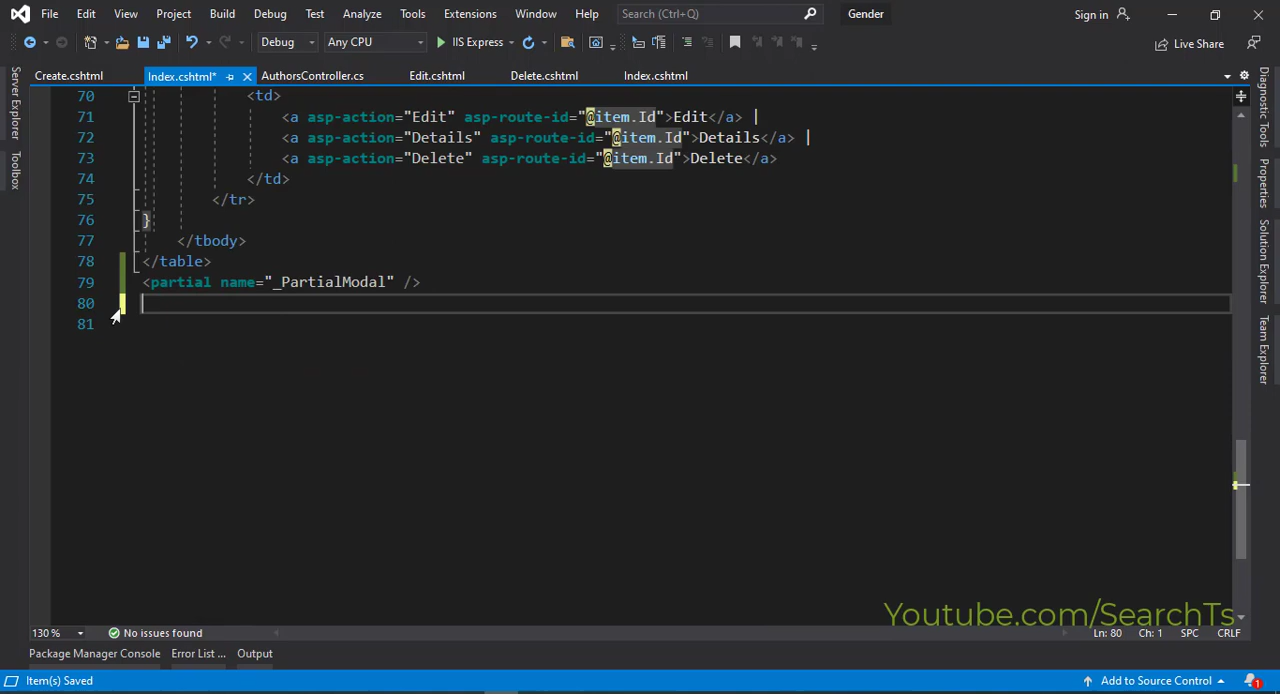 File Edit View Project Build Debug Test Analyze Tools Extensions Window Help Search (Ctrl+Q) Gender Sign in
Debug Any CPU IIS Express Live Share
Create.cshtml Index.cshtml* AuthorsController.cs Edit.cshtml Delete.cshtml Index.cshtml
Server Explorer
Toolbox
70 <td>
71 <a asp-action="Edit" asp-route-id="@item.Id">Edit</a> |
72 <a asp-action="Details" asp-route-id="@item.Id">Details</a> |
73 <a asp-action="Delete" asp-route-id="@item.Id">Delete</a>
74 </td>
75 </tr>
76 }
77 </tbody>
78 </table>
79 <partial name="_PartialModal" />
80
81
Diagnostic Tools
Properties
Solution Explorer
Team Explorer
Youtube.com/SearchTs
130 % No issues found Ln: 80 Ch: 1 SPC CRLF
Package Manager Console Error List ... Output
Item(s) Saved Add to Source Control 1